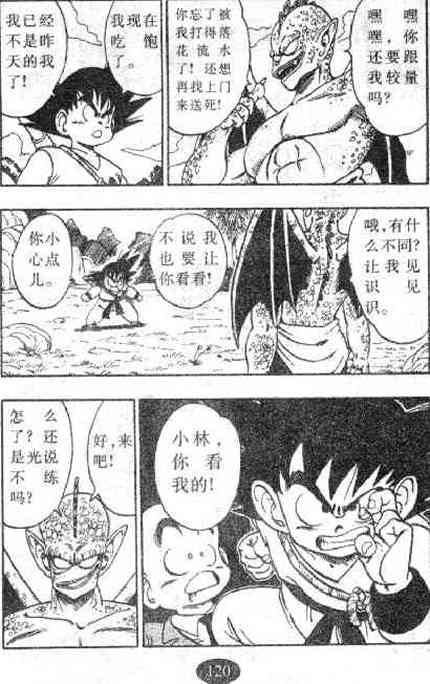 嘿嘿
嘿,你
还要跟
我较量
吗?
你忘了被
我打得落
花流水
了!还想
再找上门
来送死!
我现在
吃饱
了。
我已经
不是昨
天的我
了!
哦,有什
么不同?
让我见
识见
识。
不说我
也要让
你看看!
你小
心点
儿。
小林,
你看
我的!
好,来
吧!
怎么
了?还
是光说
不练
吗?
120